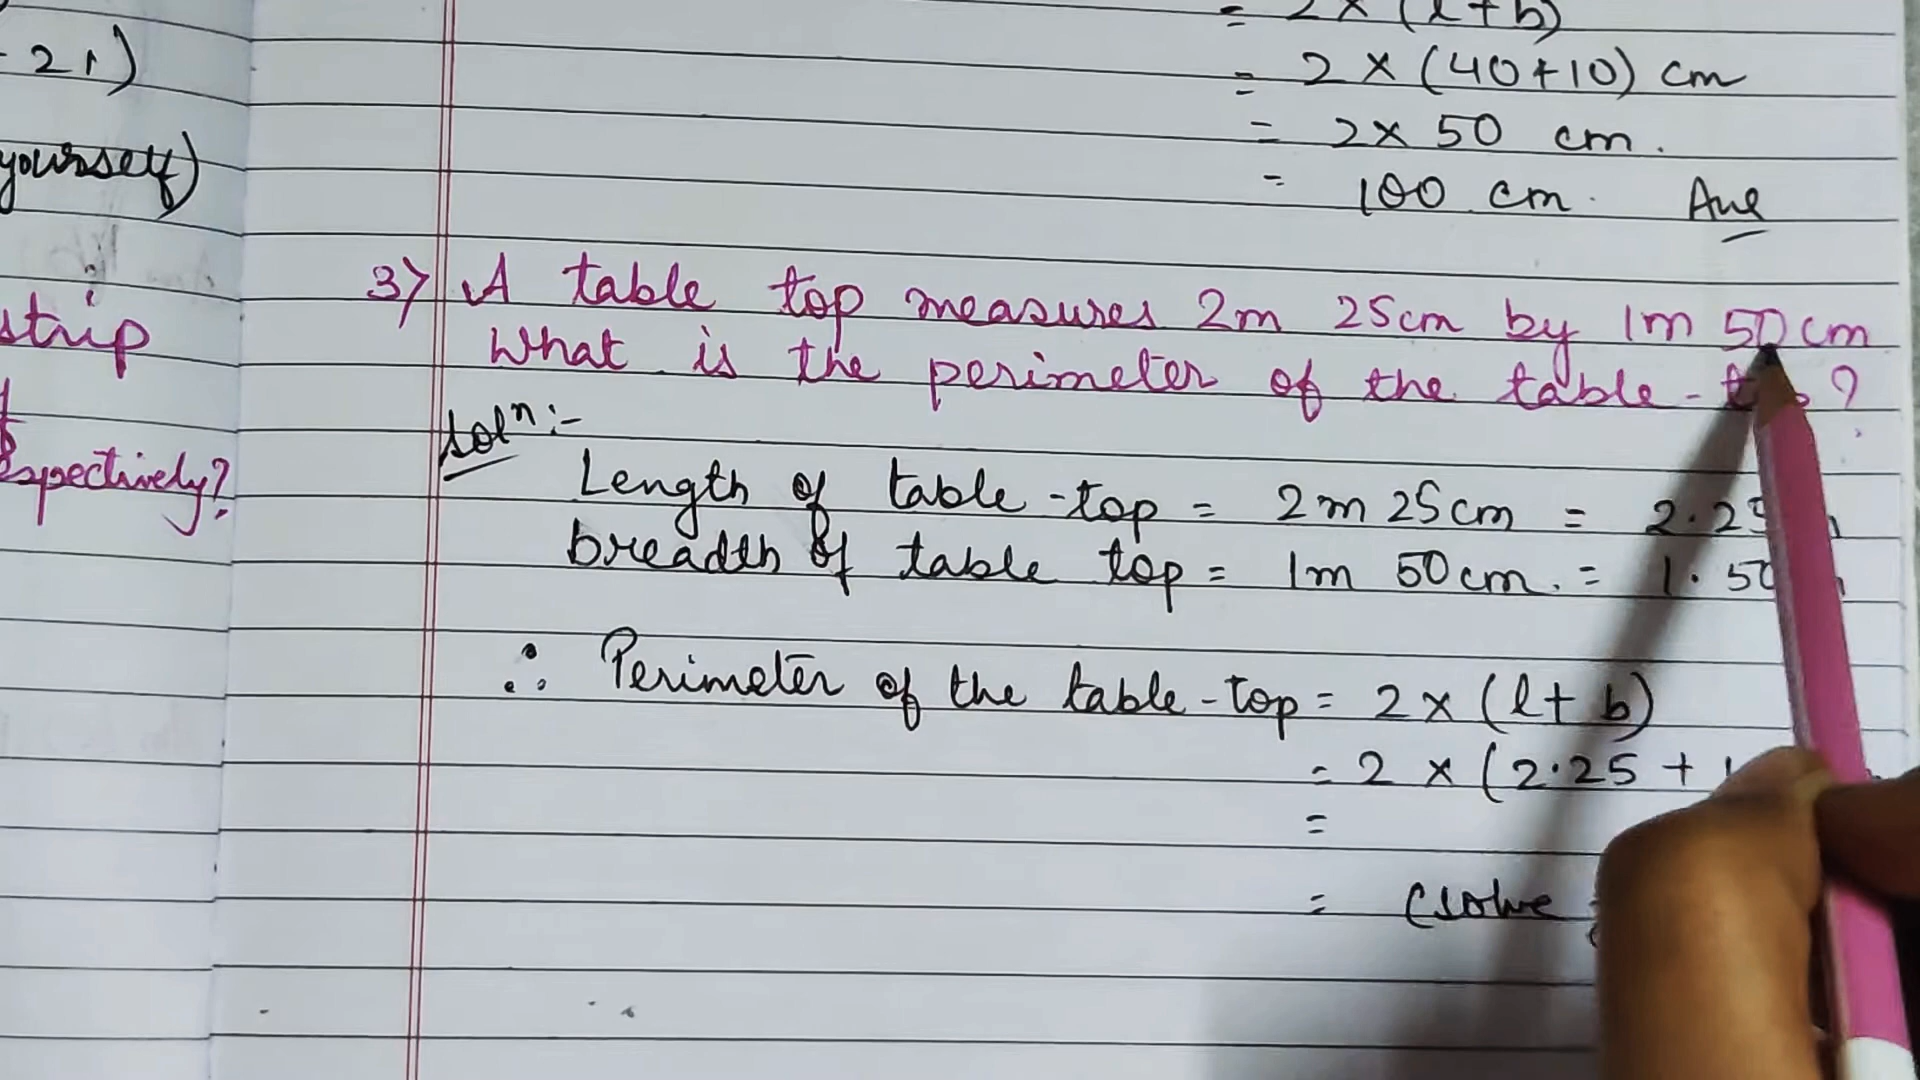 21)
yourself)
strip
respectively?
= 2 × (l + b)
= 2 × (40+10) cm
= 2 × 50 cm.
= 100 cm. Ans
3) A table top measures 2m 25cm by 1m 50cm
What is the perimeter of the table-top?
Soln:-
Length of table-top = 2m 25cm = 2.25
breadth of table top = 1m 50cm. = 1.50
∴ Perimeter of the table-top = 2 × (l + b)
= 2 × (2.25 + 1
=
= (solve